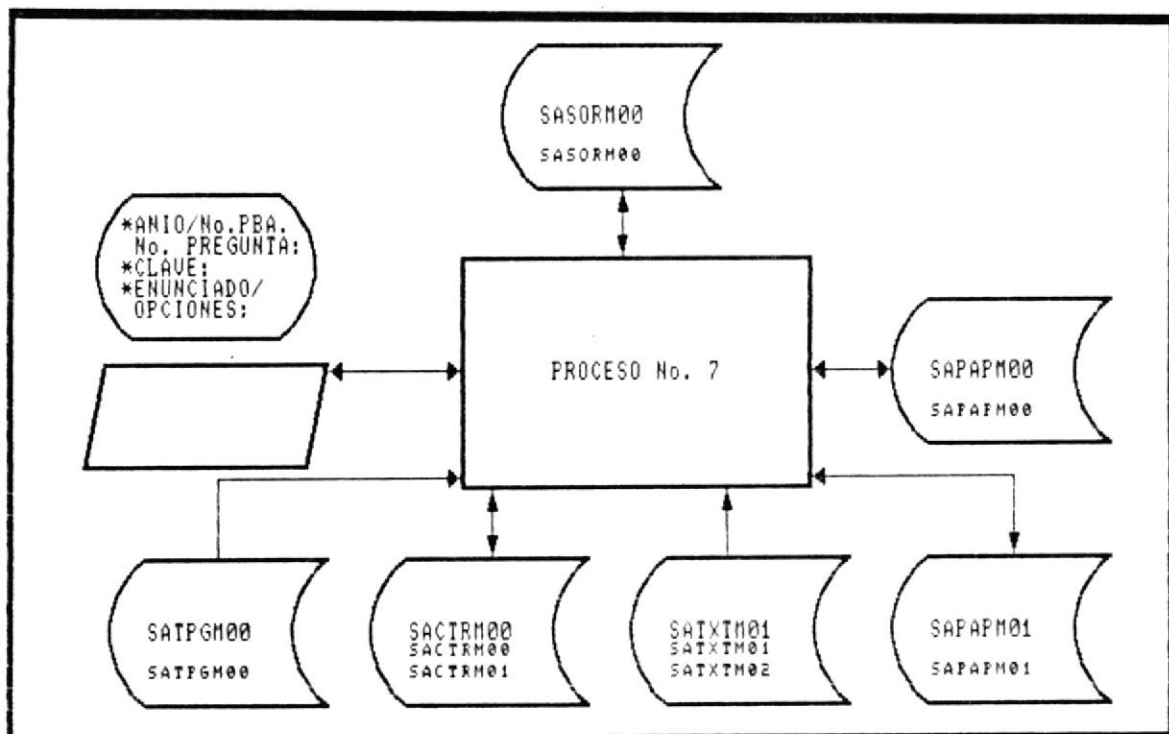 SASORM00
SASORM00
*ANIO/No.PBA.
No. PREGUNTA:
*CLAVE:
*ENUNCIADO/
OPCIONES:
PROCESO No. 7
SAPAPM00
SAPAPM00
SATPGM00
SATPGM00
SACTRM00
SACTRM00
SACTRM01
SATXTM01
SATXTM01
SATXTM02
SAPAPM01
SAPAPM01